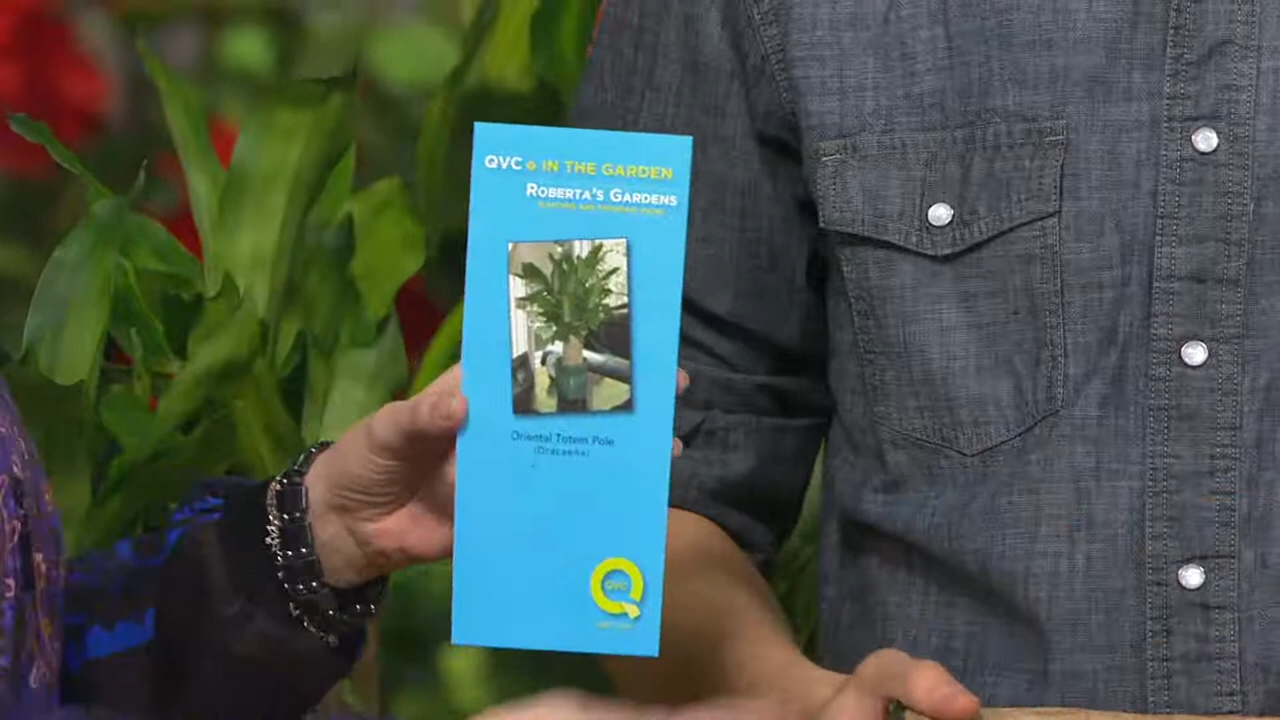 QVC IN THE GARDEN
ROBERTA'S GARDENS
Oriental Totem Pole
(Dracaena)
QVC